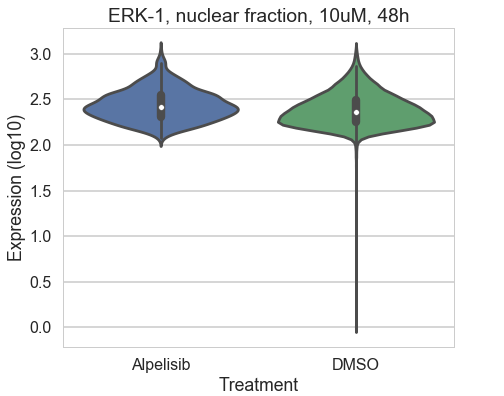 ERK-1, nuclear fraction, 10uM, 48h
3.0
2.5
2.0
1.5
1.0
0.5
0.0
Expression (log10)
Alpelisib DMSO
Treatment